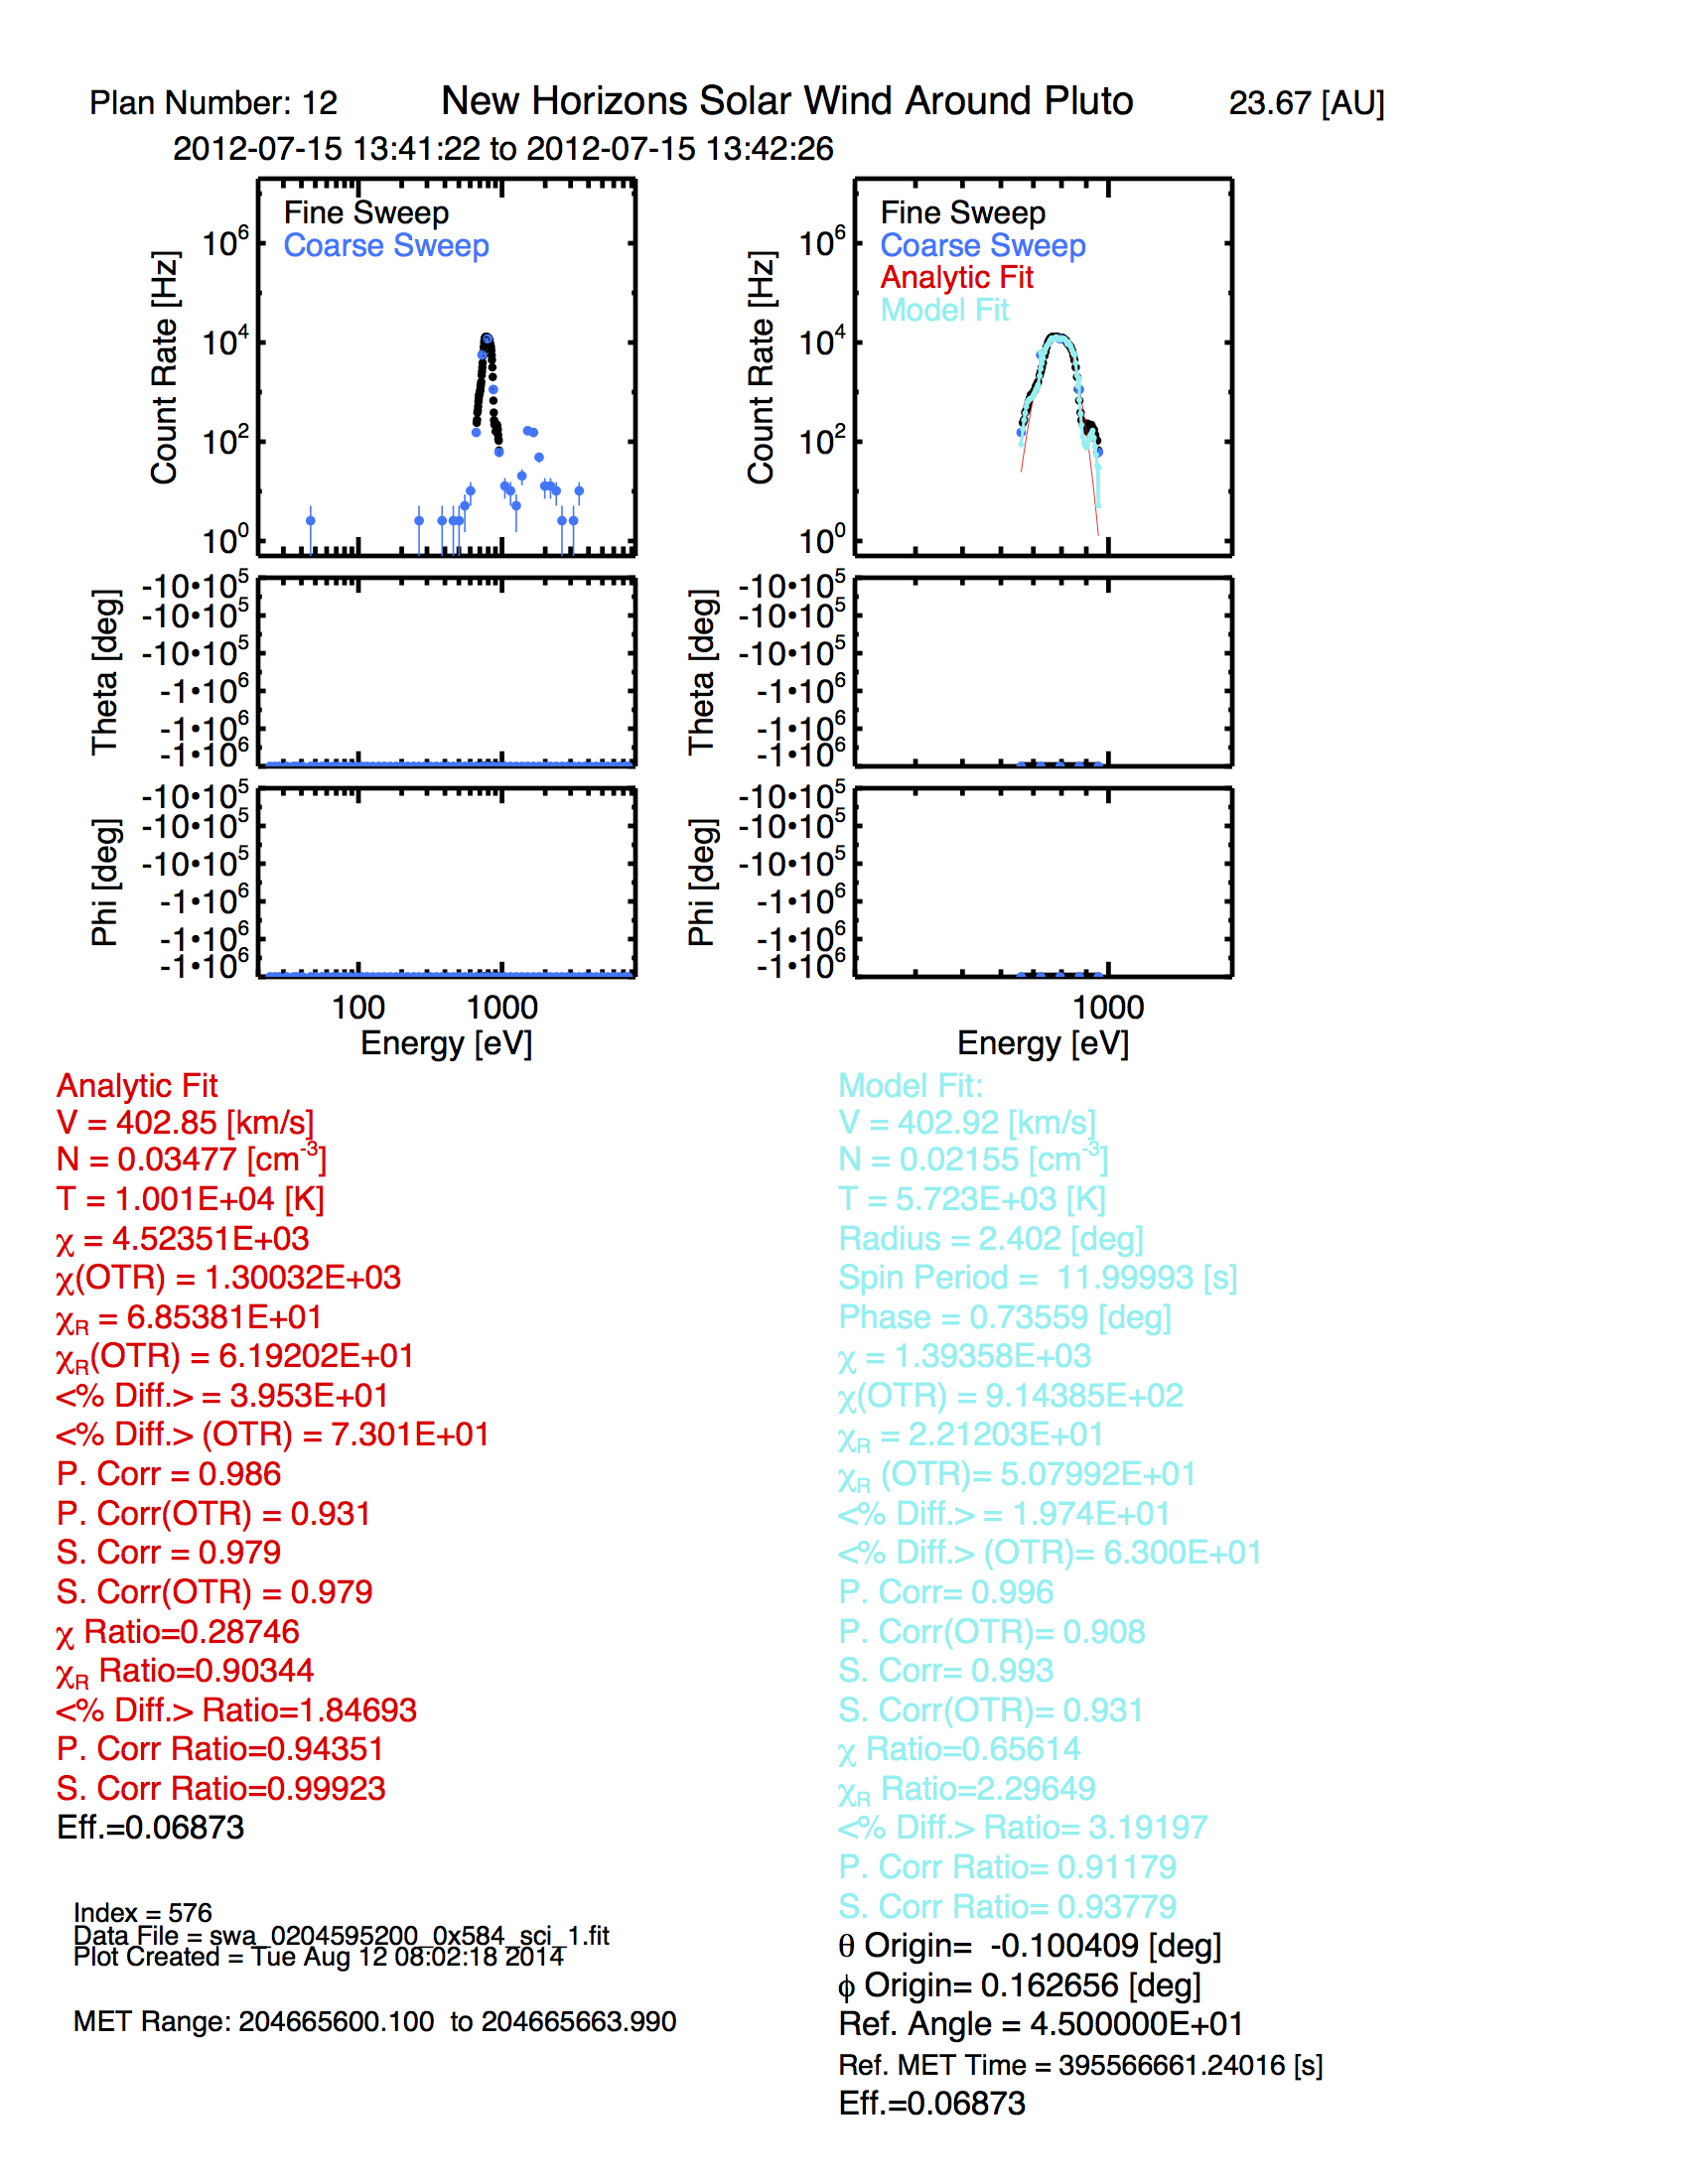 Plan Number: 12 New Horizons Solar Wind Around Pluto 23.67 [AU]
2012-07-15 13:41:22 to 2012-07-15 13:42:26
Fine Sweep
Coarse Sweep
10⁶
10⁴
10²
10⁰
Count Rate [Hz]
Fine Sweep
Coarse Sweep
Analytic Fit
Model Fit
10⁶
10⁴
10²
10⁰
Count Rate [Hz]
-10•10⁵
-10•10⁵
-10•10⁵
-1•10⁶
-1•10⁶
-1•10⁶
Theta [deg]
-10•10⁵
-10•10⁵
-10•10⁵
-1•10⁶
-1•10⁶
-1•10⁶
Theta [deg]
-10•10⁵
-10•10⁵
-10•10⁵
-1•10⁶
-1•10⁶
-1•10⁶
Phi [deg]
100 1000
Energy [eV]
-10•10⁵
-10•10⁵
-10•10⁵
-1•10⁶
-1•10⁶
-1•10⁶
Phi [deg]
1000
Energy [eV]
Analytic Fit
V = 402.85 [km/s]
N = 0.03477 [cm⁻³]
T = 1.001E+04 [K]
χ = 4.52351E+03
χ(OTR) = 1.30032E+03
χR = 6.85381E+01
χR(OTR) = 6.19202E+01
<% Diff.> = 3.953E+01
<% Diff.> (OTR) = 7.301E+01
P. Corr = 0.986
P. Corr(OTR) = 0.931
S. Corr = 0.979
S. Corr(OTR) = 0.979
χ Ratio=0.28746
χR Ratio=0.90344
<% Diff.> Ratio=1.84693
P. Corr Ratio=0.94351
S. Corr Ratio=0.99923
Eff.=0.06873
Index = 576
Data File = swa_0204595200_0x584_sci_1.fit
Plot Created = Tue Aug 12 08:02:18 2014
MET Range: 204665600.100 to 204665663.990
Model Fit:
V = 402.92 [km/s]
N = 0.02155 [cm⁻³]
T = 5.723E+03 [K]
Radius = 2.402 [deg]
Spin Period = 11.99993 [s]
Phase = 0.73559 [deg]
χ = 1.39358E+03
χ(OTR) = 9.14385E+02
χR = 2.21203E+01
χR (OTR)= 5.07992E+01
<% Diff.> = 1.974E+01
<% Diff.> (OTR)= 6.300E+01
P. Corr= 0.996
P. Corr(OTR)= 0.908
S. Corr= 0.993
S. Corr(OTR)= 0.931
χ Ratio=0.65614
χR Ratio=2.29649
<% Diff.> Ratio= 3.19197
P. Corr Ratio= 0.91179
S. Corr Ratio= 0.93779
θ Origin= -0.100409 [deg]
ϕ Origin= 0.162656 [deg]
Ref. Angle = 4.500000E+01
Ref. MET Time = 395566661.24016 [s]
Eff.=0.06873